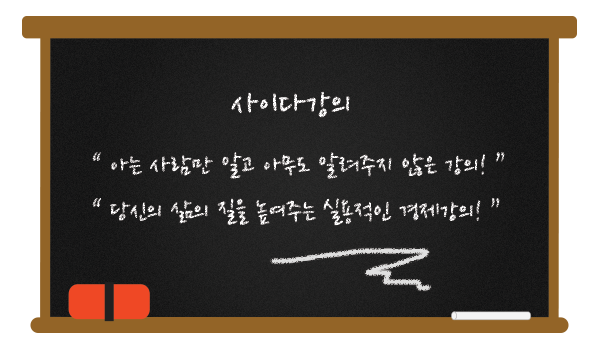 사이다강의
“ 아는 사람만 알고 아무도 알려주지 않은 강의! ”
“ 당신의 삶의 질을 높여주는 실용적인 경제강의! ”